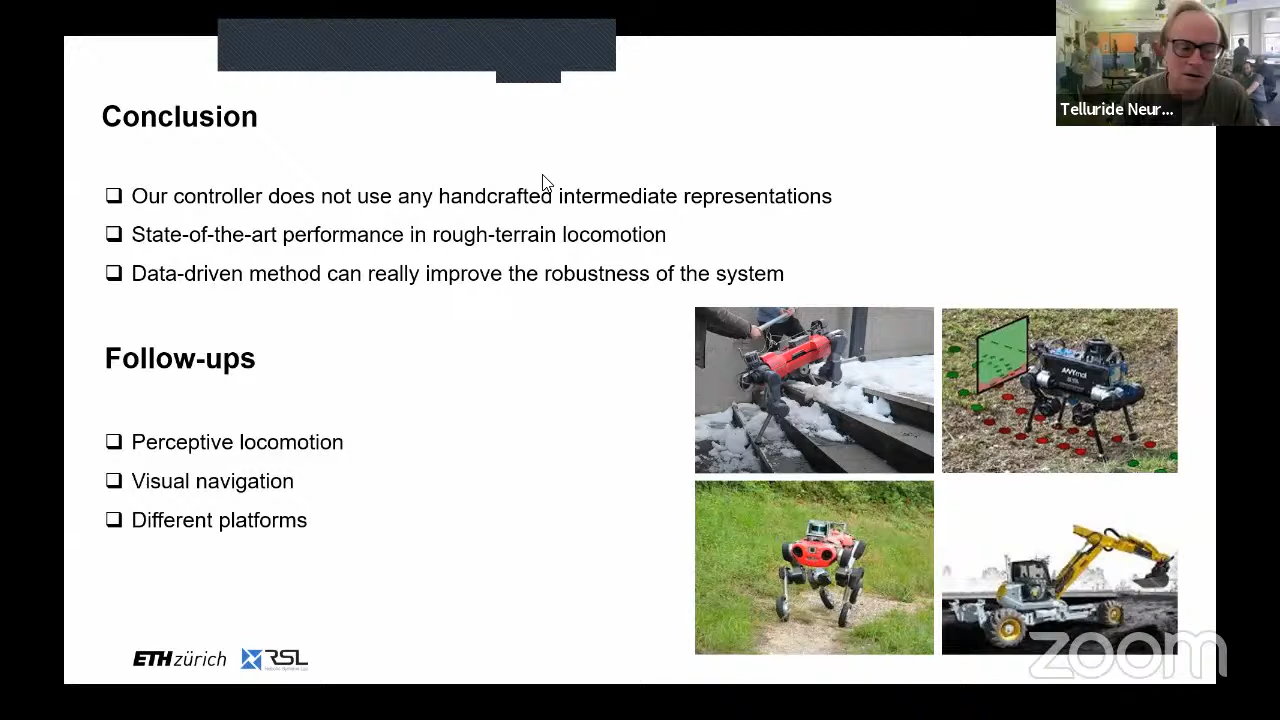 Conclusion
Our controller does not use any handcrafted intermediate representations
State-of-the-art performance in rough-terrain locomotion
Data-driven method can really improve the robustness of the system
Follow-ups
Perceptive locomotion
Visual navigation
Different platforms
ETH zürich
RSL
ANYmal
Telluride Neur...
zoom